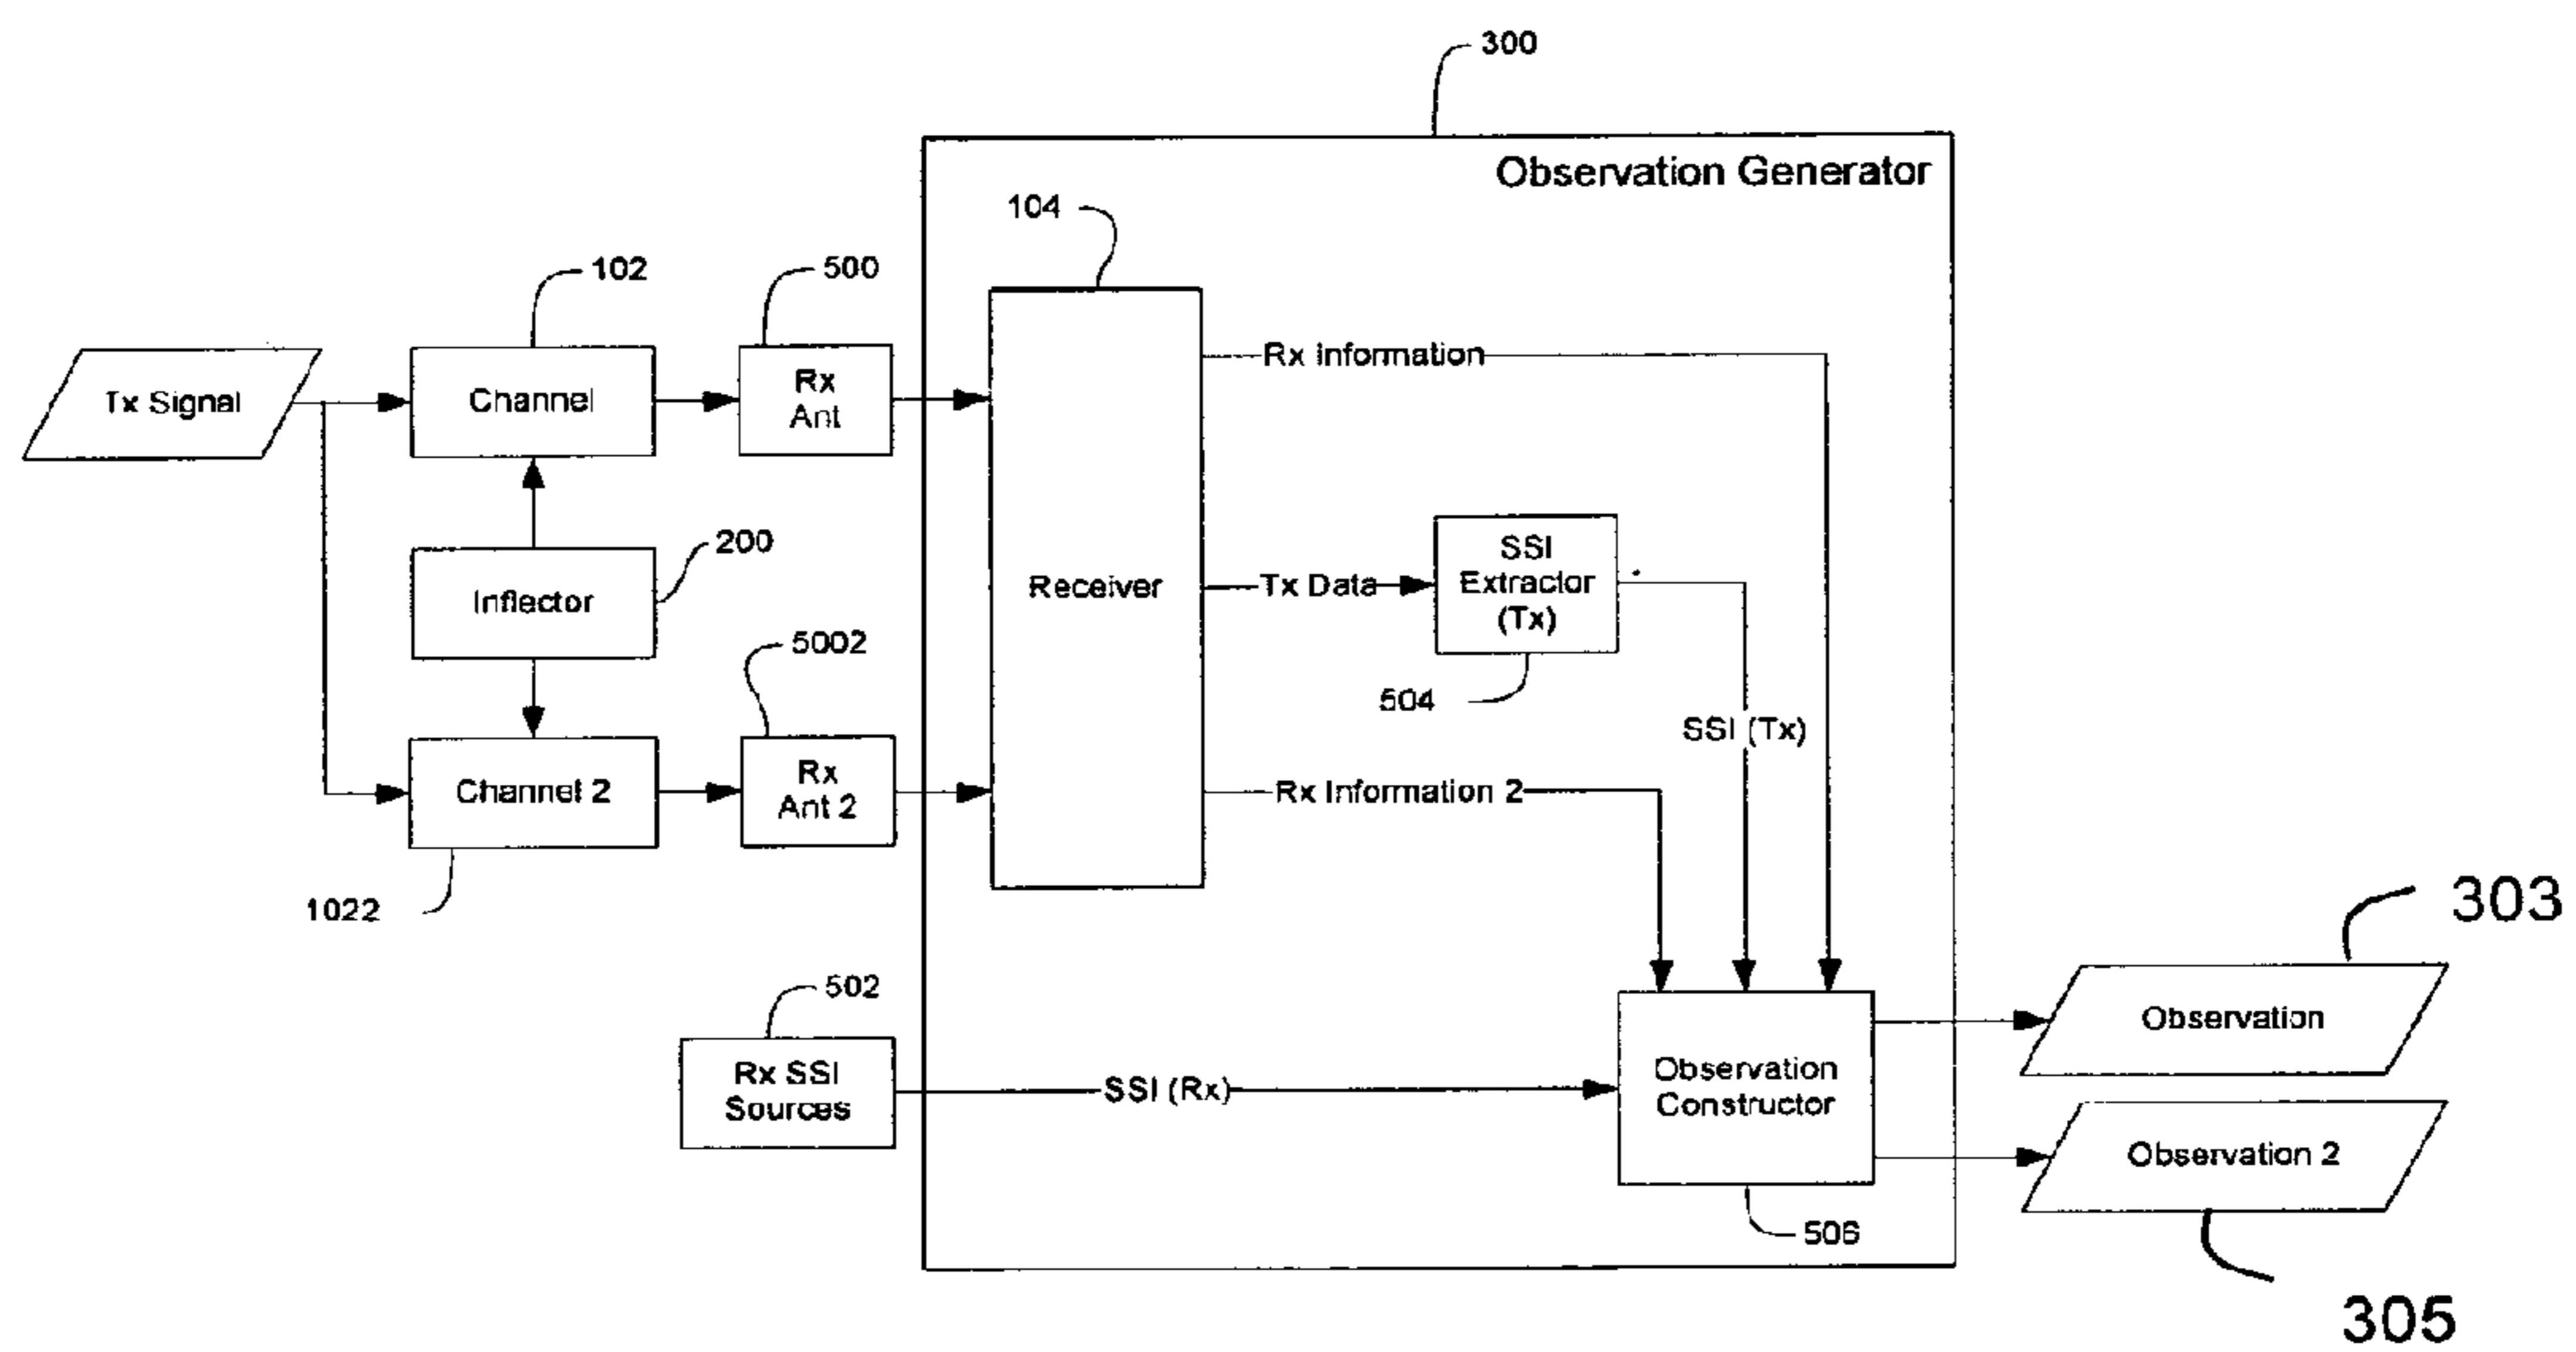 300
Observation Generator
104
102
500
Tx Signal
Channel
Rx
Ant
Rx Information
200
Inflector
Receiver
Tx Data
SSI
Extractor
(Tx)
504
5002
SSI (Tx)
Channel 2
Rx
Ant 2
Rx Information 2
1022
303
502
Rx SSI
Sources
SSI (Rx)
Observation
Constructor
Observation
Observation 2
506
305